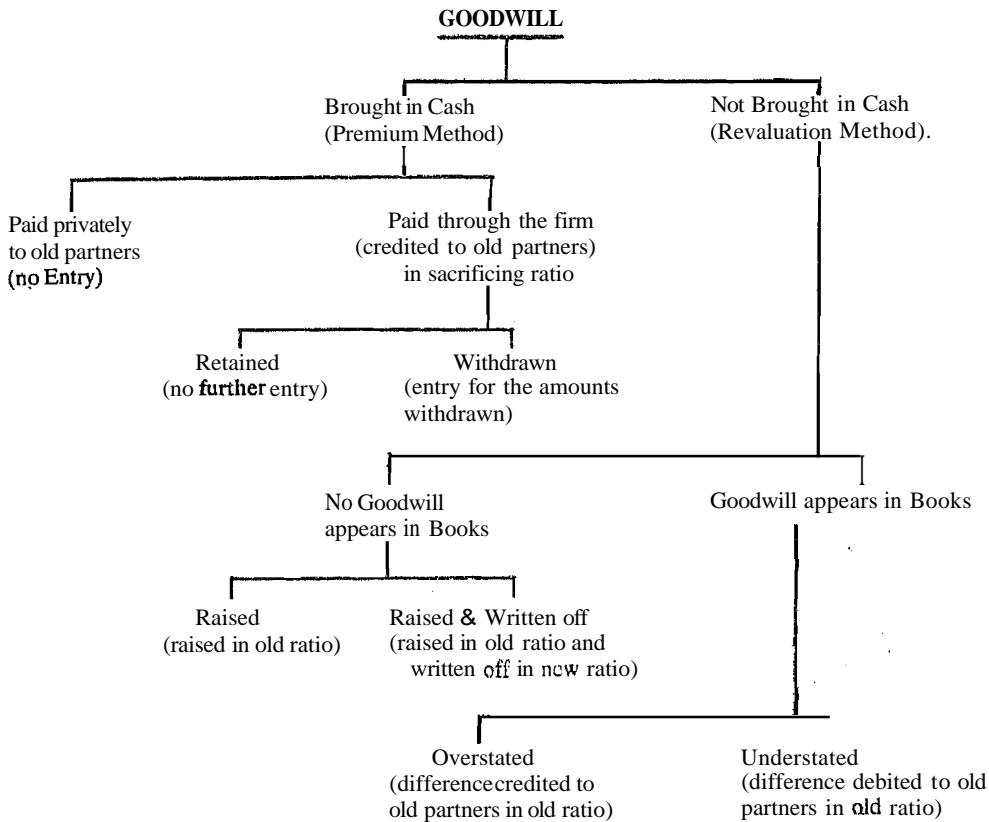 GOODWILL
Brought in Cash
(Premium Method)
Not Brought in Cash
(Revaluation Method).
Paid privately
to old partners
(no Entry)
Paid through the firm
(credited to old partners)
in sacrificing ratio
Retained
(no further entry)
Withdrawn
(entry for the amounts
withdrawn)
No Goodwill
appears in Books
Goodwill appears in Books
Raised
(raised in old ratio)
Raised & Written off
(raised in old ratio and
written off in new ratio)
Overstated
(difference credited to
old partners in old ratio)
Understated
(difference debited to old
partners in old ratio)